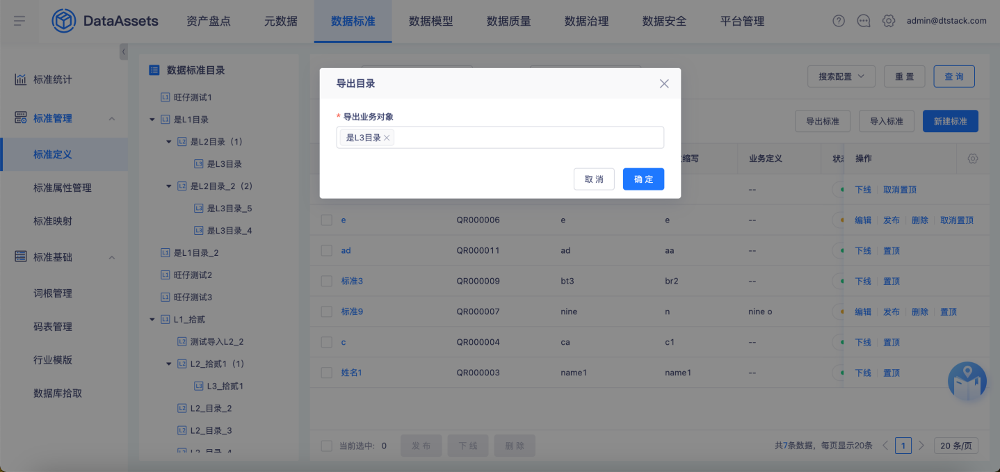 DataAssets 资产盘点 元数据 数据标准 数据模型 数据质量 数据治理 数据安全 平台管理 admin@dtstack.com
标准统计
标准管理
标准定义
标准属性管理
标准映射
标准基础
词根管理
码表管理
行业模版
数据库拾取
数据标准目录
L1 旺仔测试1
L1 是L1目录
L2 是L2目录（1）
L3 是L3目录
L2 是L2目录_2（2）
L3 是L3目录_5
L3 是L3目录_4
L1 是L1目录_2
L1 旺仔测试2
L1 旺仔测试3
L1 L1_拾贰
L2 测试导入L2_2
L2 L2_拾贰1（1）
L3 L3_拾贰1
L2 L2_目录_2
L2 L2_目录_3
L2 L2_目录_4
搜索配置 重 置 查 询
导出标准 导入标准 新建标准
导出目录
* 导出业务对象
是L3目录
取 消 确 定
缩写 业务定义 状态 操作
-- 下线 取消置顶
e QR000006 e e -- 编辑 发布 删除 取消置顶
ad QR000011 ad aa -- 下线 置顶
标准3 QR000009 bt3 br2 -- 下线 置顶
标准9 QR000007 nine n nine o 编辑 发布 删除 置顶
c QR000004 ca c1 -- 下线 置顶
姓名1 QR000003 name1 name1 -- 下线 置顶
当前选中: 0 发 布 下 线 删 除 共7条数据，每页显示20条 1 20 条/页